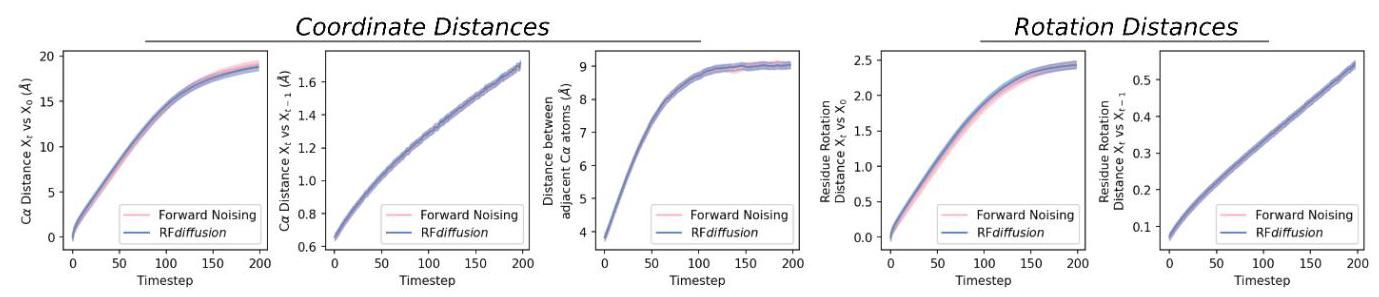 Coordinate Distances
Rotation Distances
Cα Distance Xt vs X0 (Å)
20
15
10
5
0
0 50 100 150 200
Timestep
Forward Noising
RFdiffusion
Cα Distance Xt vs Xt − 1 (Å)
1.6
1.4
1.2
1.0
0.8
0.6
0 50 100 150 200
Timestep
Forward Noising
RFdiffusion
Distance between
adjacent Cα atoms (Å)
9
8
7
6
5
4
0 50 100 150 200
Timestep
Forward Noising
RFdiffusion
Residue Rotation
Distance Xt vs X0
2.5
2.0
1.5
1.0
0.5
0.0
0 50 100 150 200
Timestep
Forward Noising
RFdiffusion
Residue Rotation
Distance Xt vs Xt − 1
0.5
0.4
0.3
0.2
0.1
0 50 100 150 200
Timestep
Forward Noising
RFdiffusion